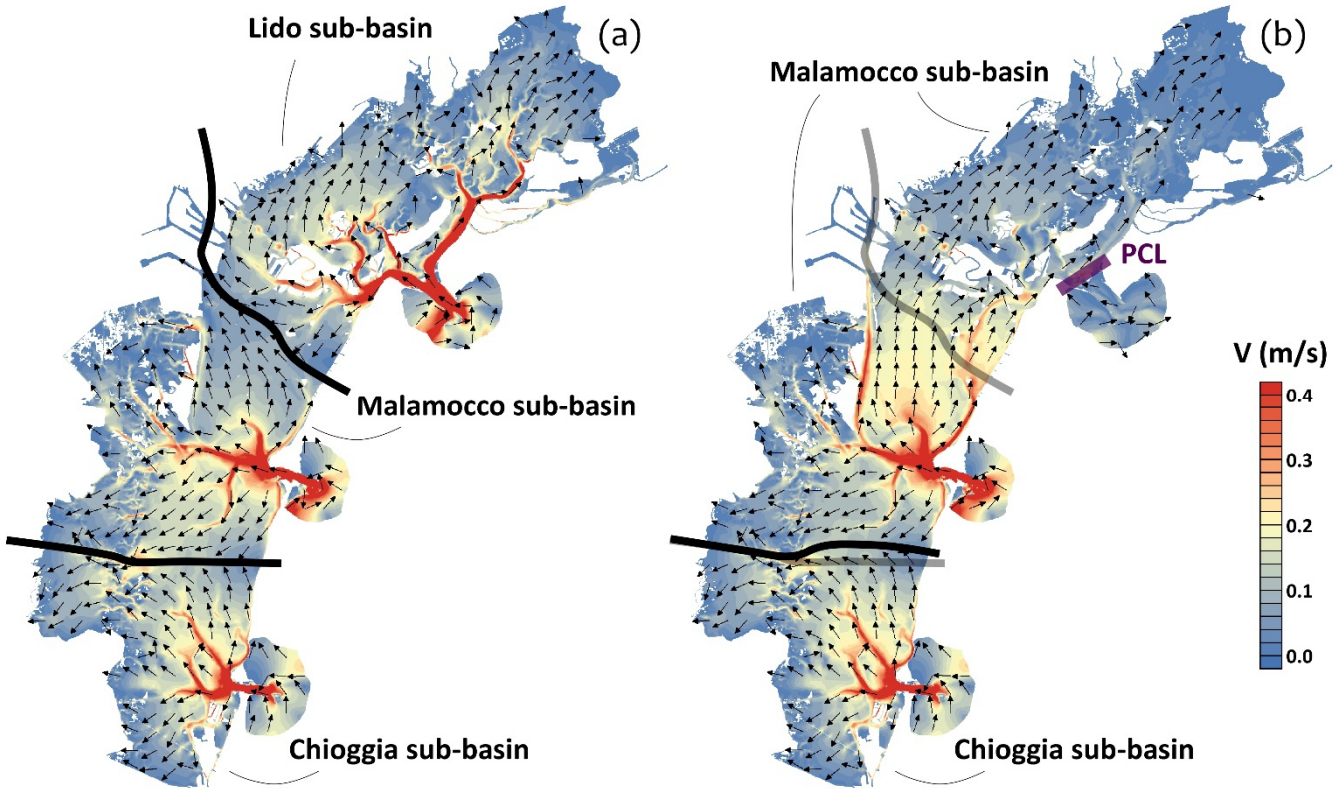 Lido sub-basin
(a)
Malamocco sub-basin
Chioggia sub-basin
(b)
Malamocco sub-basin
PCL
Chioggia sub-basin
V (m/s)
0.4
0.3
0.2
0.1
0.0